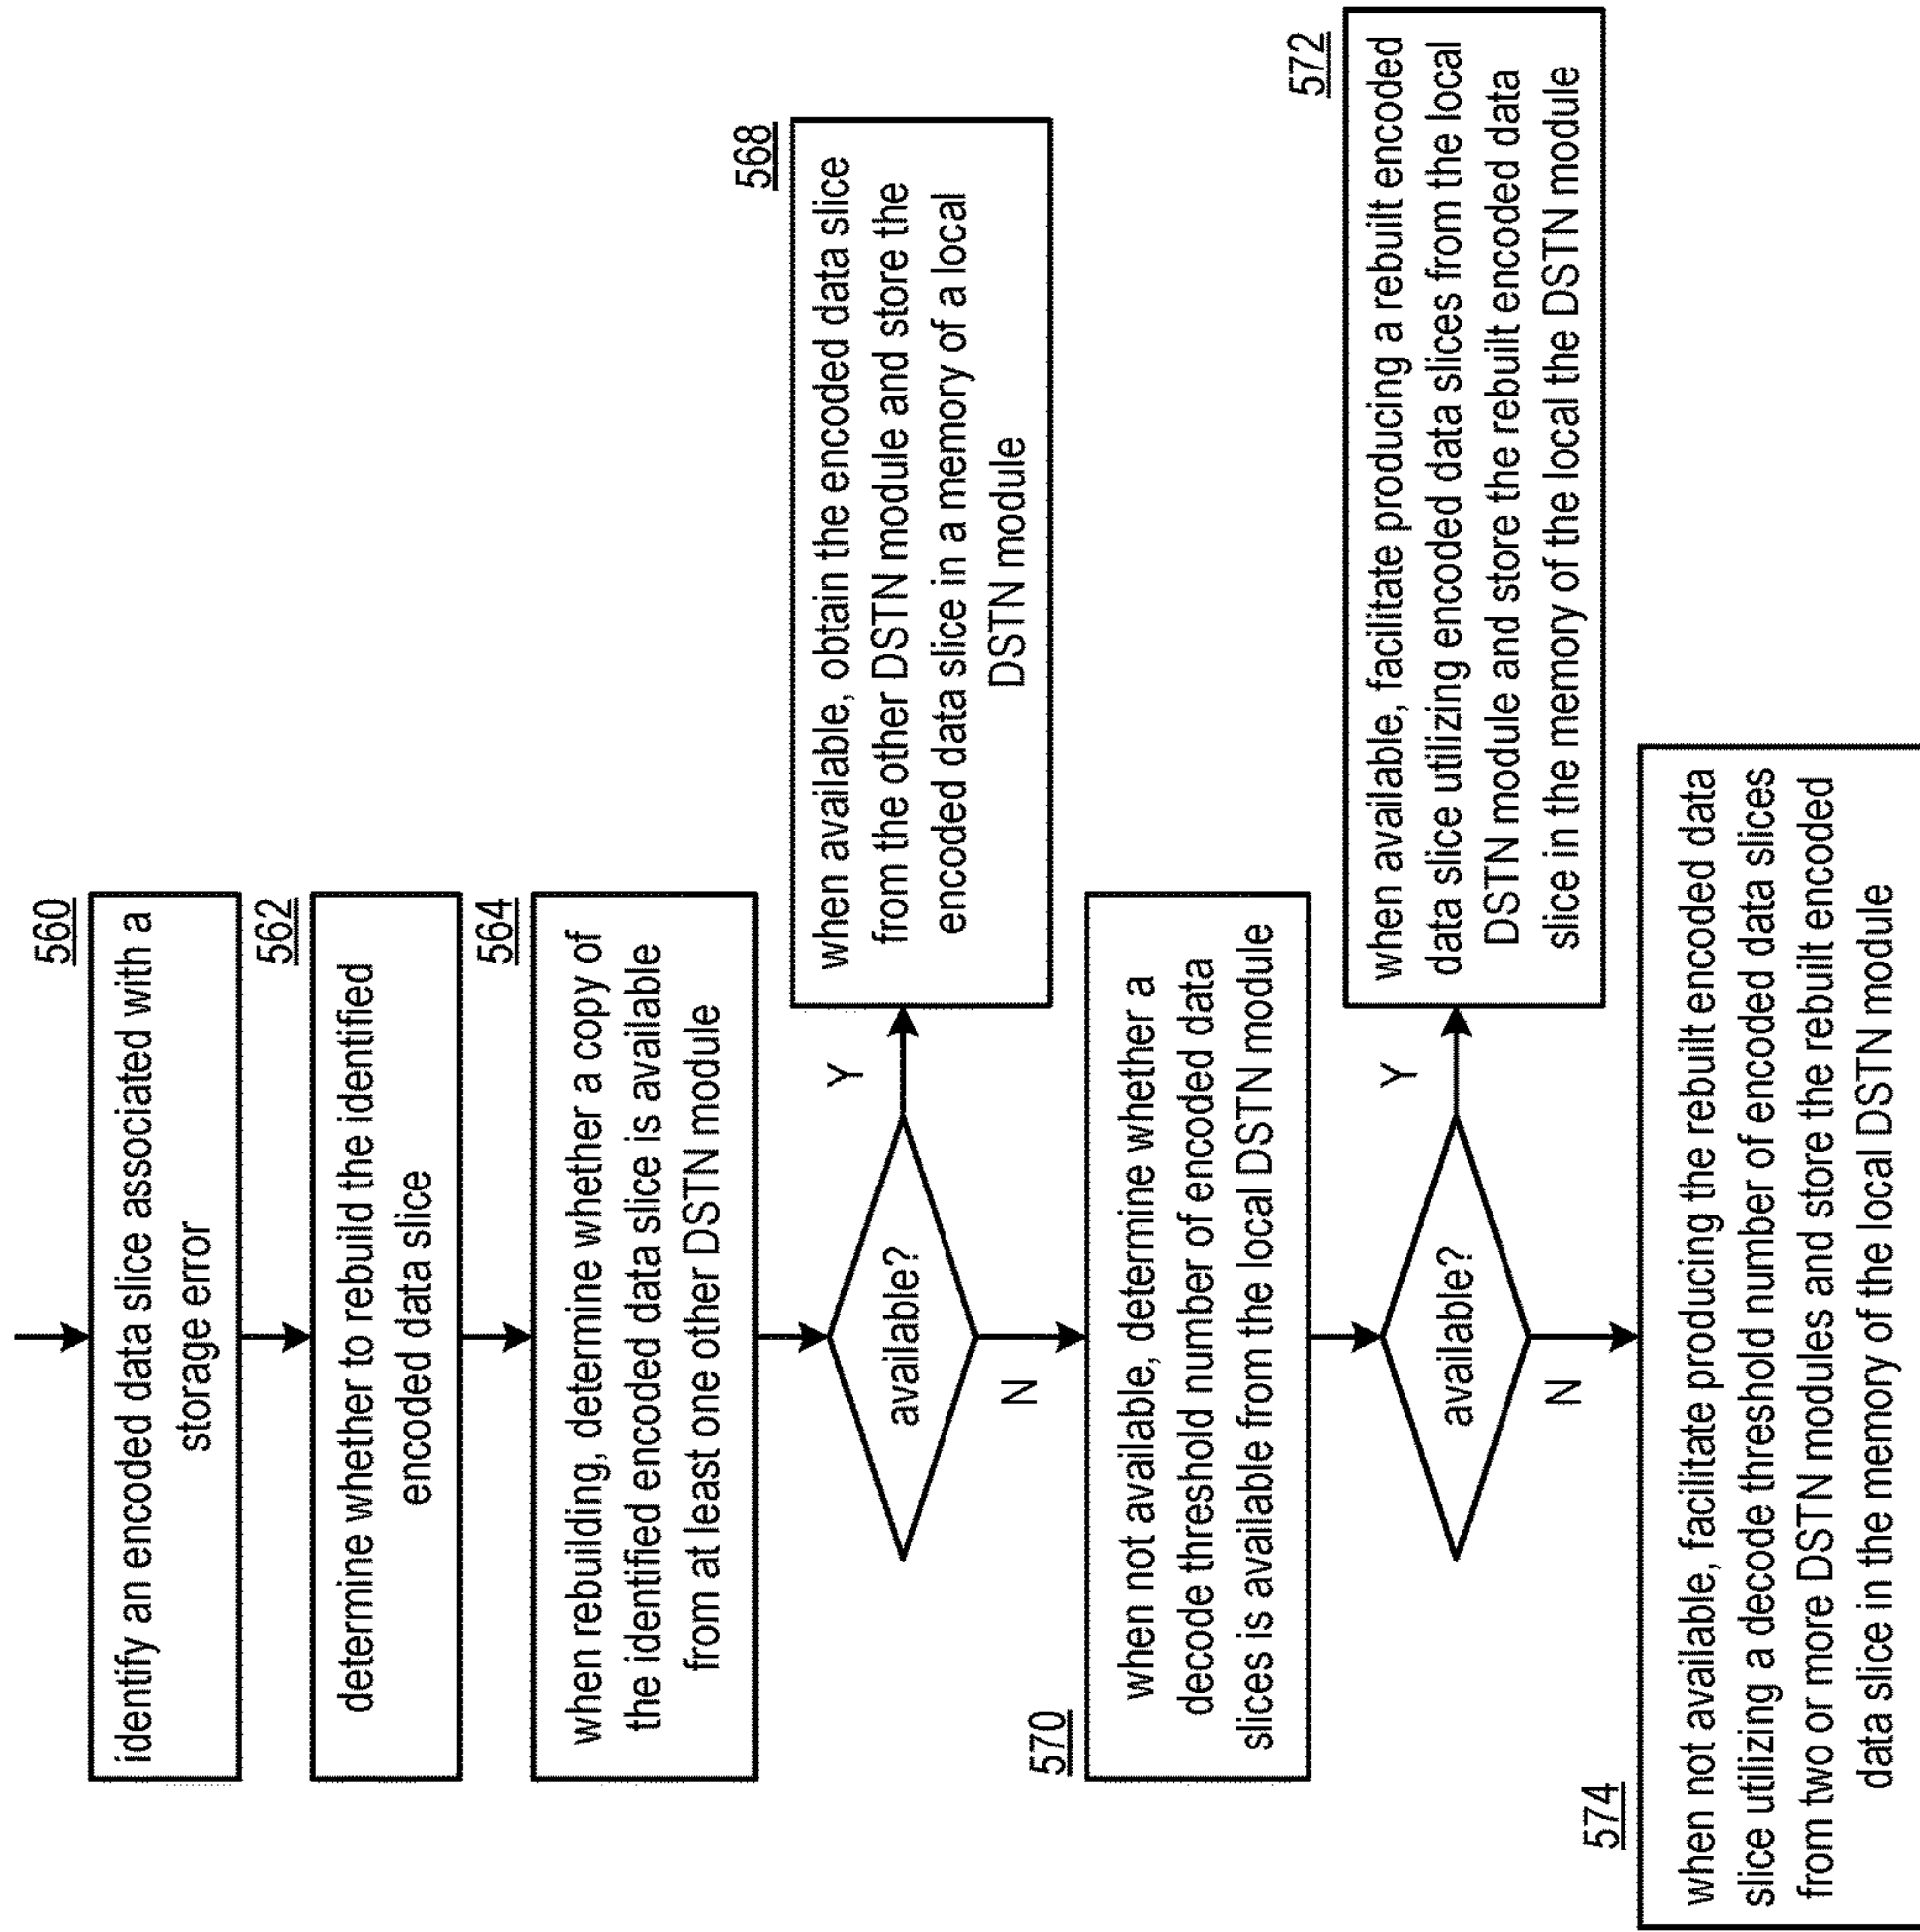 560
identify an encoded data slice associated with a
storage error
562
determine whether to rebuild the identified
encoded data slice
564
when rebuilding, determine whether a copy of
the identified encoded data slice is available
from at least one other DSTN module
available?
Y
N
568
when available, obtain the encoded data slice
from the other DSTN module and store the
encoded data slice in a memory of a local
DSTN module
570
when not available, determine whether a
decode threshold number of encoded data
slices is available from the local DSTN module
available?
Y
N
572
when available, facilitate producing a rebuilt encoded
data slice utilizing encoded data slices from the local
DSTN module and store the rebuilt encoded data
slice in the memory of the local the DSTN module
574
when not available, facilitate producing the rebuilt encoded data
slice utilizing a decode threshold number of encoded data slices
from two or more DSTN modules and store the rebuilt encoded
data slice in the memory of the local DSTN module